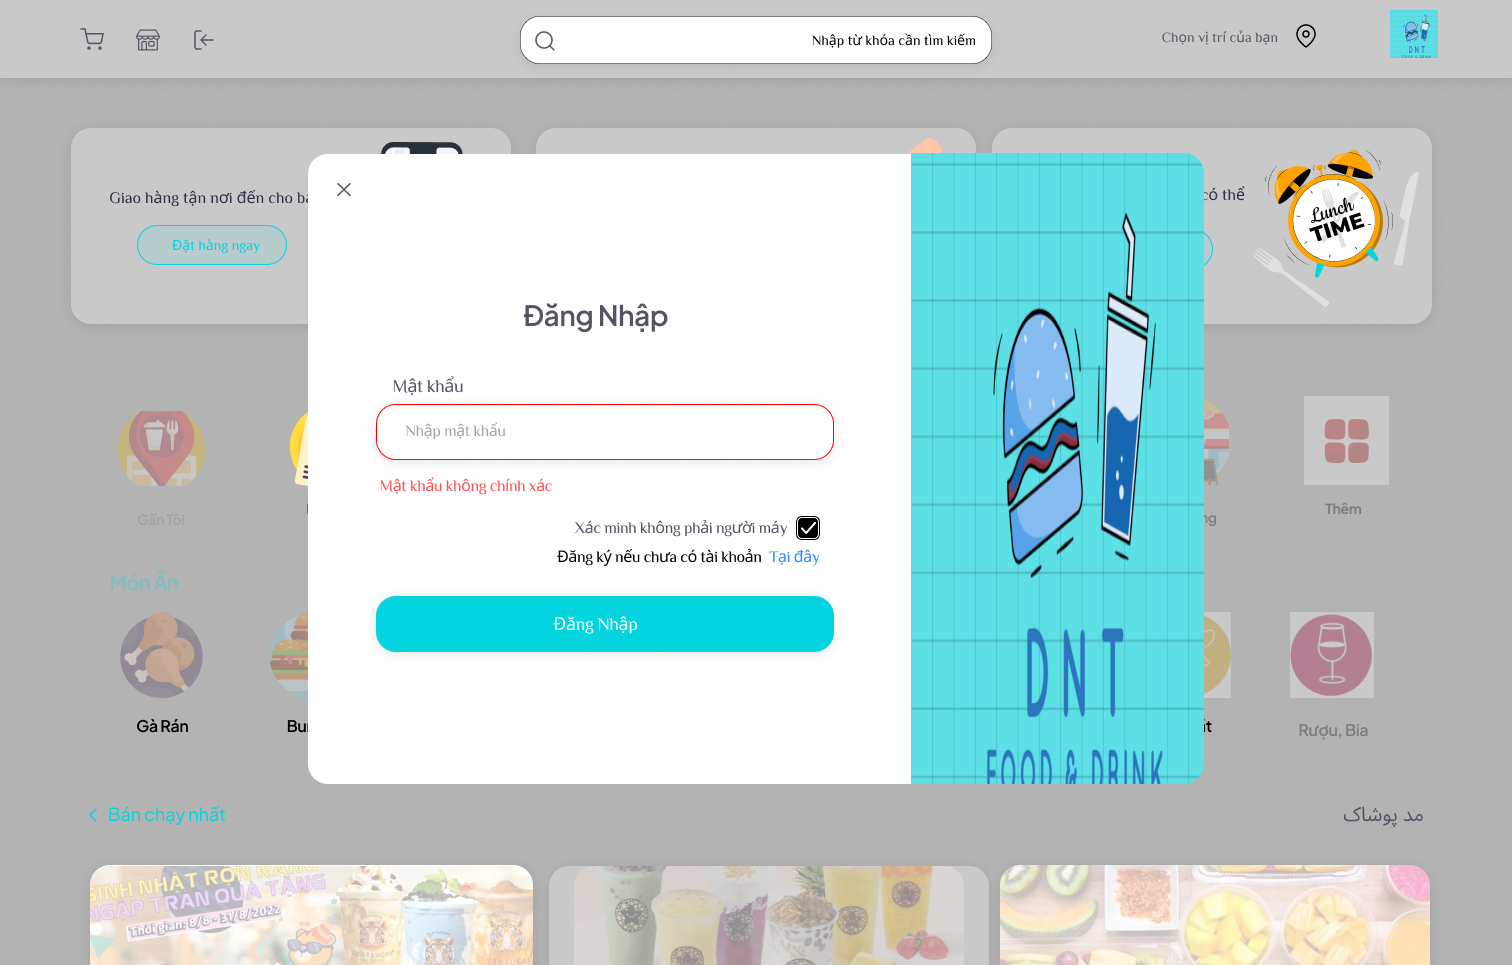 Nhập từ khóa cần tìm kiếm
Chọn vị trí của bạn
DNT
Giao hàng tận nơi đến cho bạ
Đặt hàng ngay
có thể
Lunch
TIME
Đăng Nhập
Mật khẩu
Nhập mật khẩu
Mật khẩu không chính xác
Xác minh không phải người máy
Đăng ký nếu chưa có tài khoản Tại đây
Đăng Nhập
DNT
FOOD & DRINK
Gần Tôi
Thêm
Món Ăn
Gà Rán
Rượu, Bia
Bán chạy nhất
مد پوشاک
SINH NHẬT RỘN RÀNG
NGẬP TRÀN QUÀ TẶNG
Thời gian: 8/8 - 31/8/2022